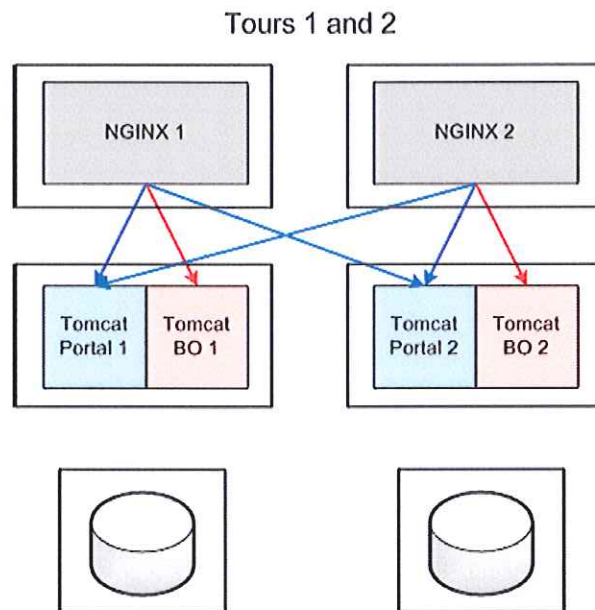 Tours 1 and 2
NGINX 1
NGINX 2
Tomcat
Portal 1
Tomcat
BO 1
Tomcat
Portal 2
Tomcat
BO 2